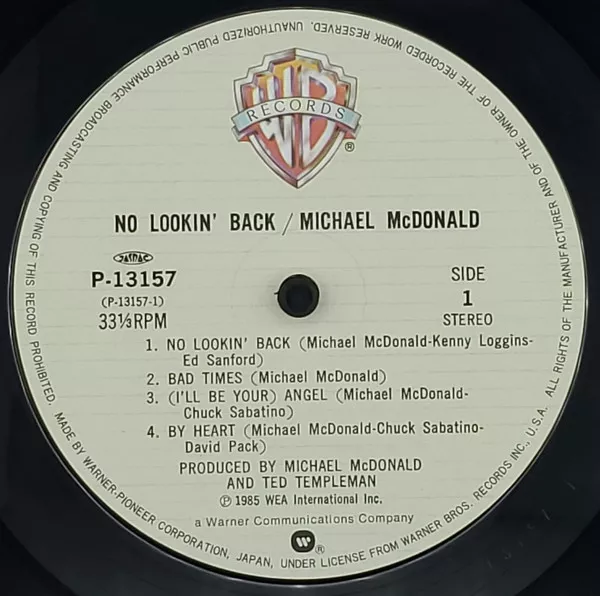 UNAUTHORIZED PUBLIC PERFORMANCE BROADCASTING AND COPYING OF THIS RECORD PROHIBITED. MADE BY WARNER-PIONEER CORPORATION, JAPAN, UNDER LICENSE FROM WARNER BROS. RECORDS INC., U.S.A. ALL RIGHTS OF THE MANUFACTURER AND OF THE OWNER OF THE RECORDED WORK RESERVED.
WB
RECORDS
®
NO LOOKIN' BACK / MICHAEL McDONALD
JASRAC
P-13157
(P-13157-1)
33⅓RPM
SIDE
1
STEREO
1. NO LOOKIN' BACK (Michael McDonald-Kenny Loggins-
Ed Sanford)
2. BAD TIMES (Michael McDonald)
3. (I'LL BE YOUR) ANGEL (Michael McDonald-
Chuck Sabatino)
4. BY HEART (Michael McDonald-Chuck Sabatino-
David Pack)
PRODUCED BY MICHAEL McDONALD
AND TED TEMPLEMAN
℗ 1985 WEA International Inc.
a Warner Communications Company
®